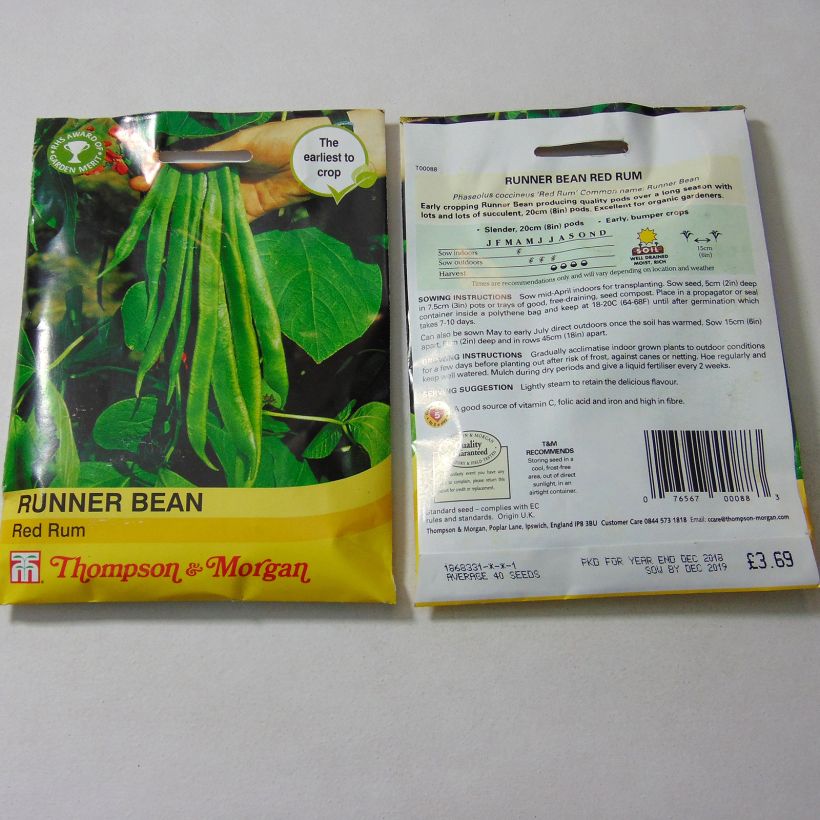 RHS AWARD OF
GARDEN MERIT
The
earliest to
crop
RUNNER BEAN
Red Rum
Thompson & Morgan
T00088
RUNNER BEAN RED RUM
Phaseolus coccineus 'Red Rum' Common name: Runner Bean
Early cropping Runner Bean producing quality pods over a long season with
lots and lots of succulent, 20cm (8in) pods. Excellent for organic gardeners.
- Slender, 20cm (8in) pods. - Early, bumper crops
J F M A M J J A S O N D
Sow indoors
Sow outdoors
Harvest
SOIL
WELL DRAINED
MOIST, RICH
15cm
(6in)
Times are recommendations only and will vary depending on location and weather
SOWING INSTRUCTIONS Sow mid-April indoors for transplanting. Sow seed, 5cm (2in) deep
in 7.5cm (3in) pots or trays of good, free-draining, seed compost. Place in a propagator or seal
container inside a polythene bag and keep at 18-20C (64-68F) until after germination which
takes 7-10 days.
Can also be sown May to early July direct outdoors once the soil has warmed. Sow 15cm (6in)
apart, (2in) deep and in rows 45cm (18in) apart.
INSTRUCTIONS Gradually acclimatise indoor grown plants to outdoor conditions
for a few days before planting out after risk of frost, against canes or netting. Hoe regularly and
keep well watered. Mulch during dry periods and give a liquid fertiliser every 2 weeks.
SUGGESTION Lightly steam to retain the delicious flavour.
5
A good source of vitamin C, folic acid and iron and high in fibre.
& MORGAN
T&M
RECOMMENDS
Storing seed in a
cool, frost-free
area, out of direct
sunlight, in an
airtight container.
0 76567 00088 3
Standard seed – complies with EC
rules and standards. Origin U.K.
Thompson & Morgan, Poplar Lane, Ipswich, England IP8 3BU Customer Care 0844 573 1818 Email: ccare@thompson-morgan.com
1868331-*-*-1
AVERAGE 40 SEEDS
PKD FOR YEAR END DEC 2018
SOW BY DEC 2019
£3.69